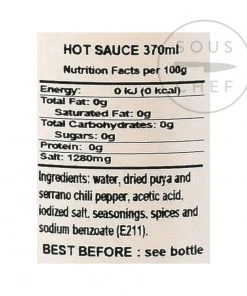 SOUS
CHEF
HOT SAUCE 370ml
Nutrition Facts per 100g
Energy: 0 kJ (0 kcal)
Total Fat: 0g
Saturated Fat: 0g
Total Carbohydrates: 0g
Sugars: 0g
Protein: 0g
Salt: 1280mg
Ingredients: water, dried puya and
serrano chili pepper, acetic acid,
iodized salt, seasonings, spices and
sodium benzoate (E211).
BEST BEFORE : see bottle